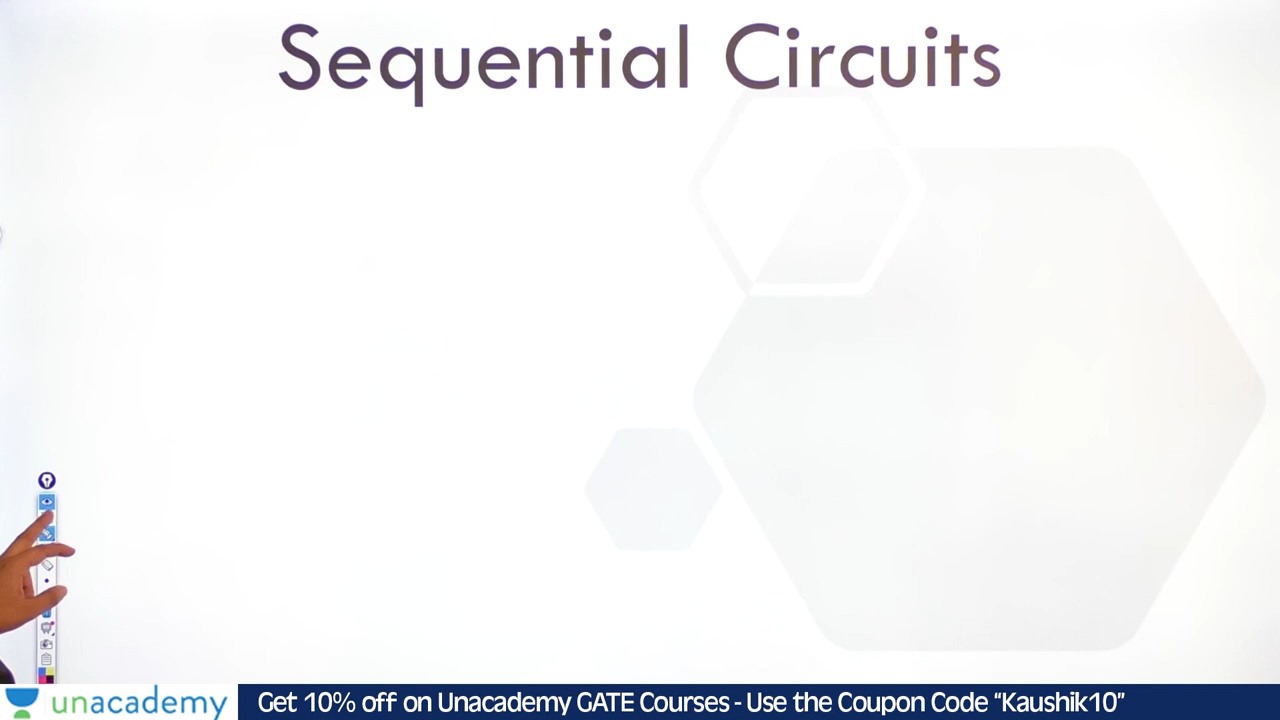 Sequential Circuits
unacademy
Get 10% off on Unacademy GATE Courses - Use the Coupon Code “Kaushik10”